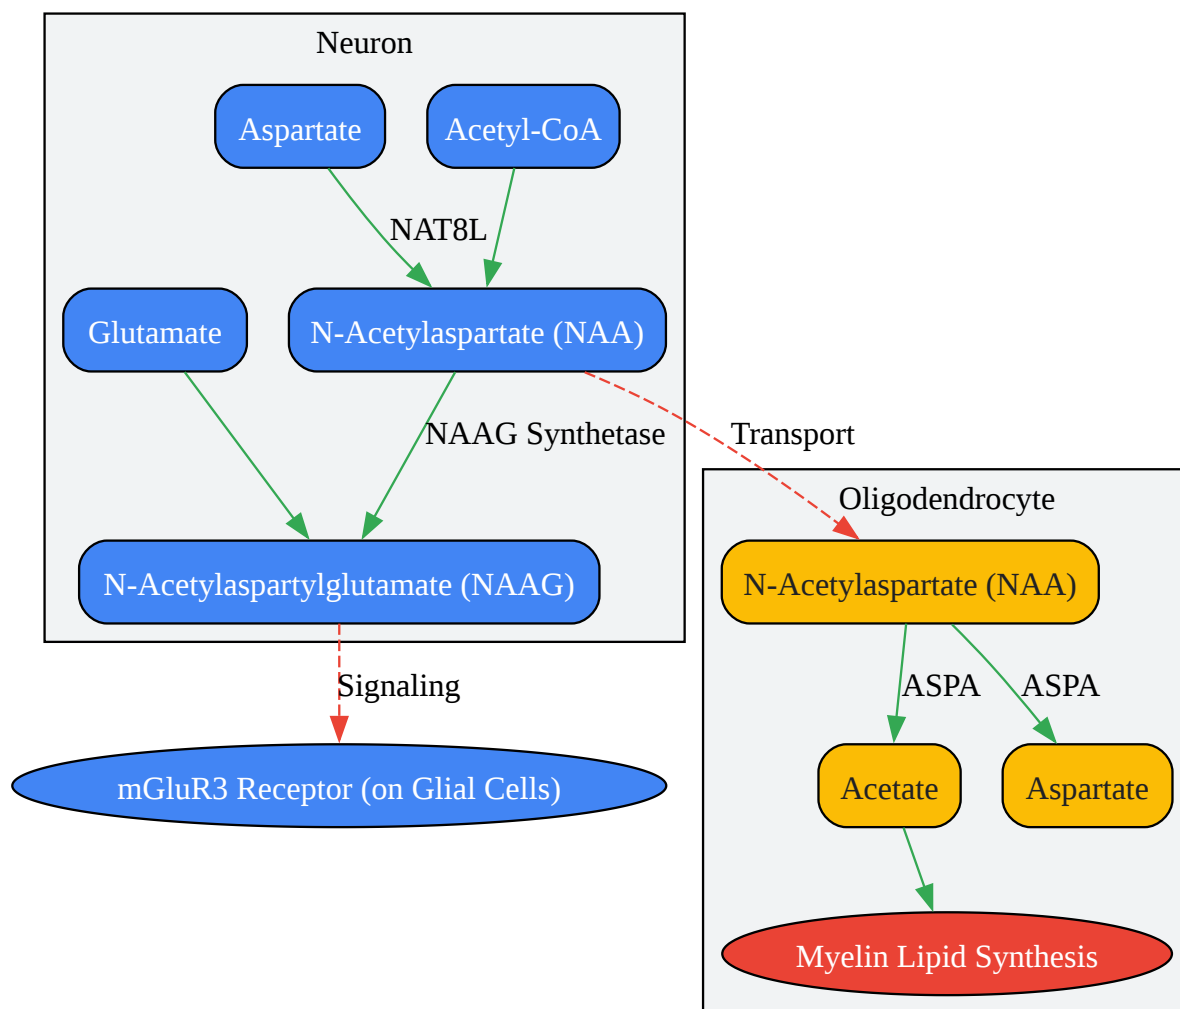 Neuron
Aspartate
Acetyl-CoA
NAT8L
Glutamate
N-Acetylaspartate (NAA)
NAAG Synthetase
Transport
Oligodendrocyte
N-Acetylaspartylglutamate (NAAG)
N-Acetylaspartate (NAA)
Signaling
ASPA
ASPA
mGluR3 Receptor (on Glial Cells)
Acetate
Aspartate
Myelin Lipid Synthesis